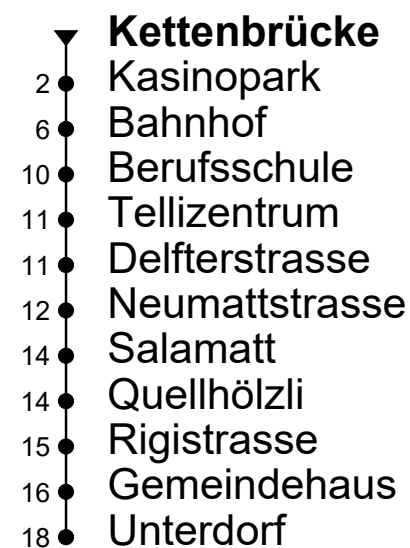 Kettenbrücke
2 Kasinopark
6 Bahnhof
10 Berufsschule
11 Tellizentrum
11 Delfterstrasse
12 Neumattstrasse
14 Salamatt
14 Quellhölzli
15 Rigistrasse
16 Gemeindehaus
18 Unterdorf